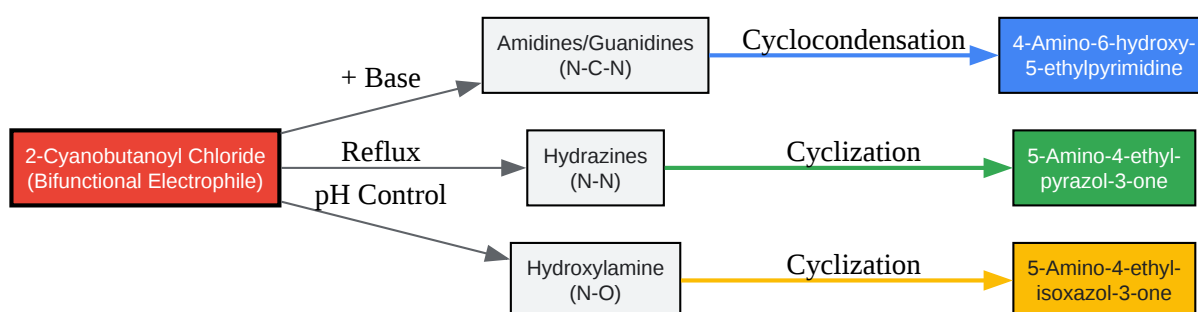 Amidines/Guanidines
(N-C-N)
Cyclocondensation
4-Amino-6-hydroxy-
5-ethylpyrimidine
+ Base
2-Cyanobutanoyl Chloride
(Bifunctional Electrophile)
Reflux
Hydrazines
(N-N)
Cyclization
5-Amino-4-ethyl-
pyrazol-3-one
pH Control
Hydroxylamine
(N-O)
Cyclization
5-Amino-4-ethyl-
isoxazol-3-one